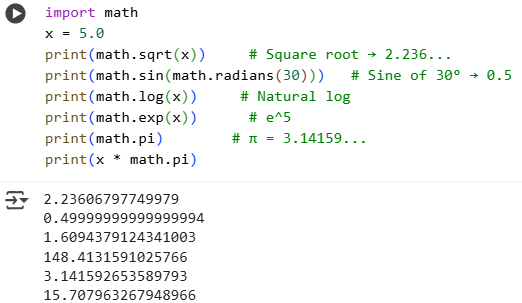 import math
x = 5.0
print(math.sqrt(x))     # Square root → 2.236...
print(math.sin(math.radians(30)))   # Sine of 30° → 0.5
print(math.log(x))     # Natural log
print(math.exp(x))      # e^5
print(math.pi)        # π = 3.14159...
print(x * math.pi)
2.23606797749979
0.49999999999999994
1.6094379124341003
148.4131591025766
3.141592653589793
15.707963267948966